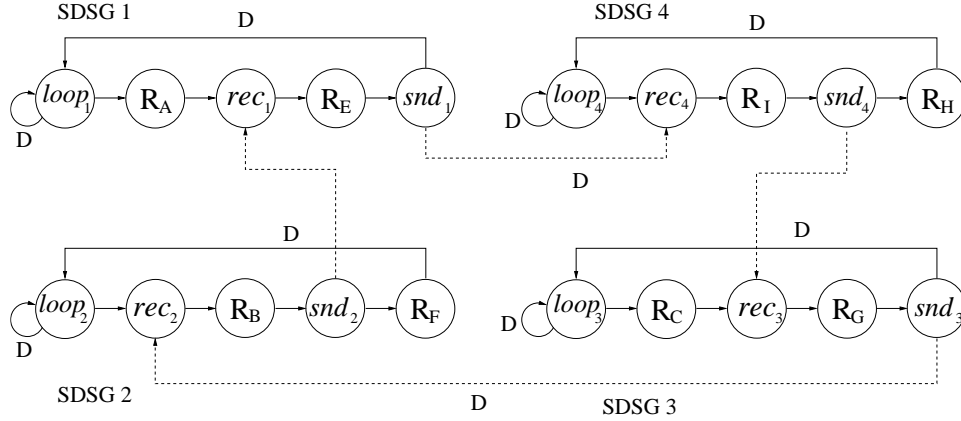 SDSG 1
SDSG 4
D
D
loop1
RA
rec1
RE
snd1
loop4
rec4
RI
snd4
RH
D
D
D
D
D
loop2
rec2
RB
snd2
RF
loop3
RC
rec3
RG
snd3
D
D
SDSG 2
D
SDSG 3